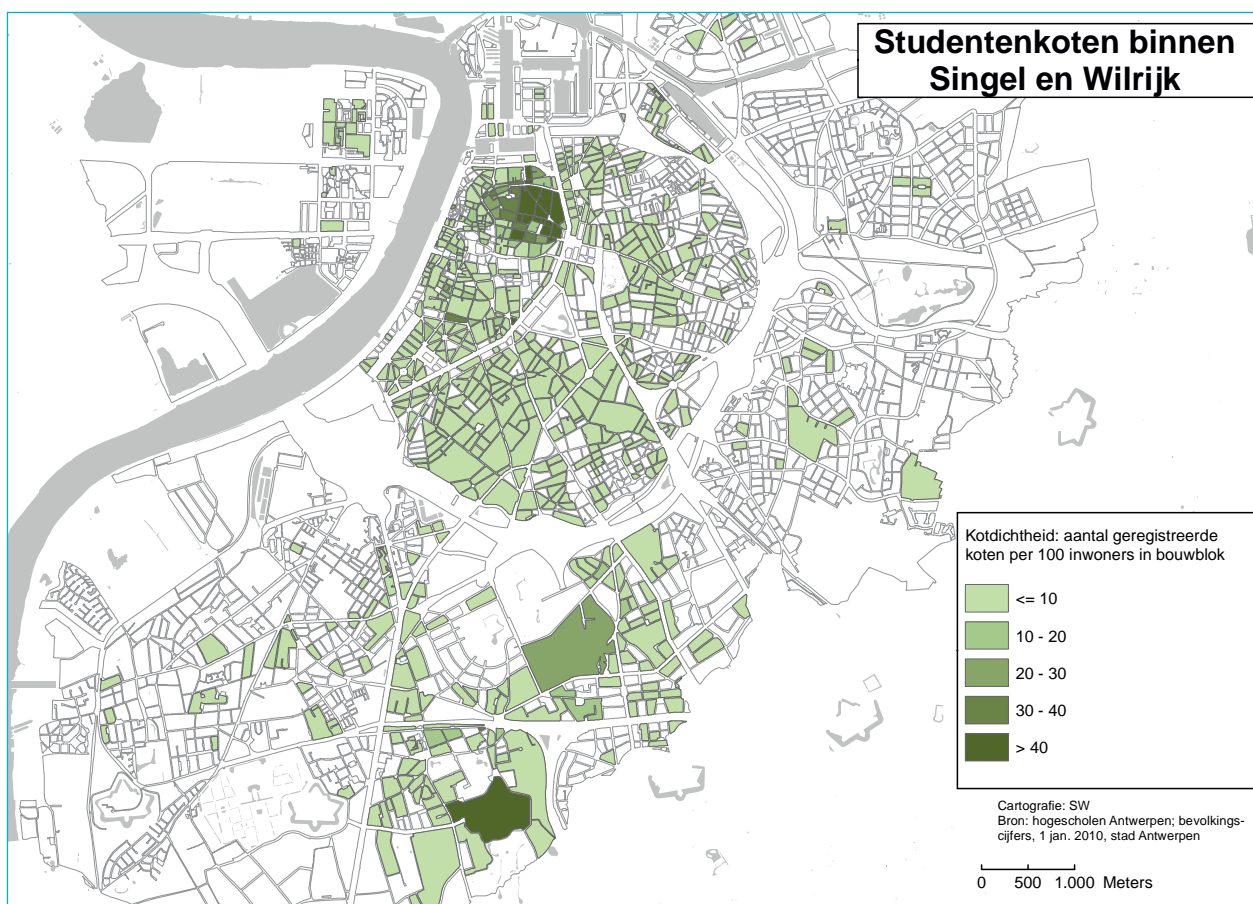 Studentenkoten binnen
Singel en Wilrijk
Kotdichtheid: aantal geregistreerde
koten per 100 inwoners in bouwblok
<= 10
10 - 20
20 - 30
30 - 40
> 40
Cartografie: SW
Bron: hogescholen Antwerpen; bevolkings-
cijfers, 1 jan. 2010, stad Antwerpen
0 500 1.000 Meters